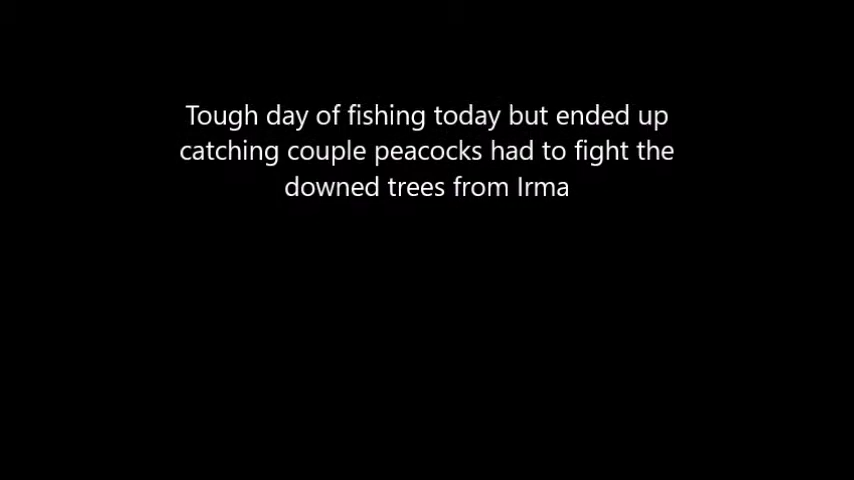 Tough day of fishing today but ended up
catching couple peacocks had to fight the
downed trees from Irma